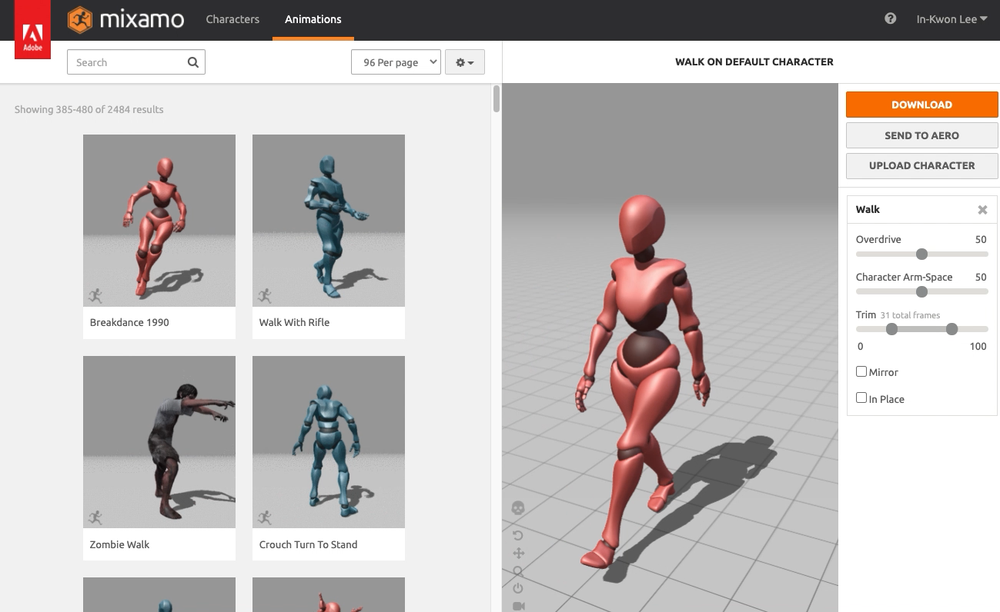 Adobe
mixamo
Characters
Animations
In-Kwon Lee
Search
96 Per page
WALK ON DEFAULT CHARACTER
Showing 385-480 of 2484 results
Breakdance 1990
Walk With Rifle
Zombie Walk
Crouch Turn To Stand
DOWNLOAD
SEND TO AERO
UPLOAD CHARACTER
Walk
Overdrive 50
Character Arm-Space 50
Trim 31 total frames
0 100
Mirror
In Place